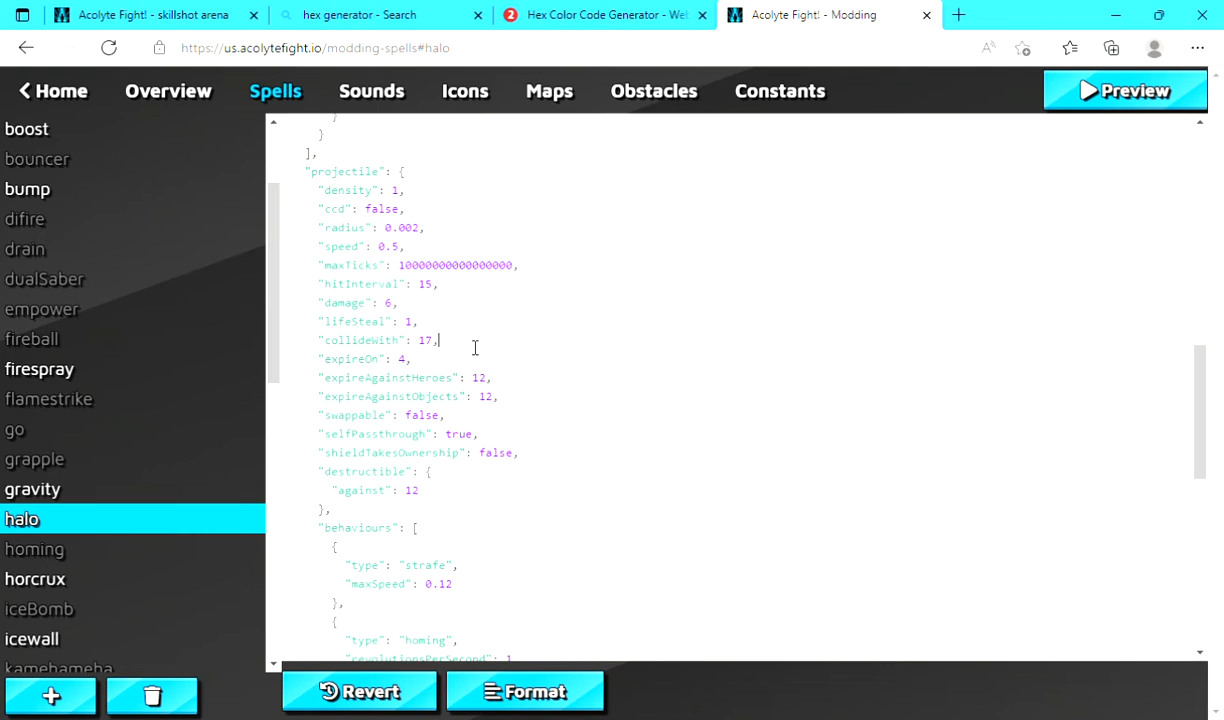 Acolyte Fight! - skillshot arena
hex generator - Search
Hex Color Code Generator - We
Acolyte Fight! - Modding
https://us.acolytefight.io/modding-spells#halo
Home
Overview
Spells
Sounds
Icons
Maps
Obstacles
Constants
Preview
boost
bouncer
bump
difire
drain
dualSaber
empower
fireball
firespray
flamestrike
go
grapple
gravity
halo
homing
horcrux
iceBomb
icewall
kamehameha
}
}
],
"projectile": {
"density": 1,
"ccd": false,
"radius": 0.002,
"speed": 0.5,
"maxTicks": 10000000000000000,
"hitInterval": 15,
"damage": 6,
"lifeSteal": 1,
"collideWith": 17,
"expireOn": 4,
"expireAgainstHeroes": 12,
"expireAgainstObjects": 12,
"swappable": false,
"selfPassthrough": true,
"shieldTakesOwnership": false,
"destructible": {
"against": 12
},
"behaviours": [
{
"type": "strafe",
"maxSpeed": 0.12
},
{
"type": "homing",
"revolutionsPerSecond": 1
Revert
Format